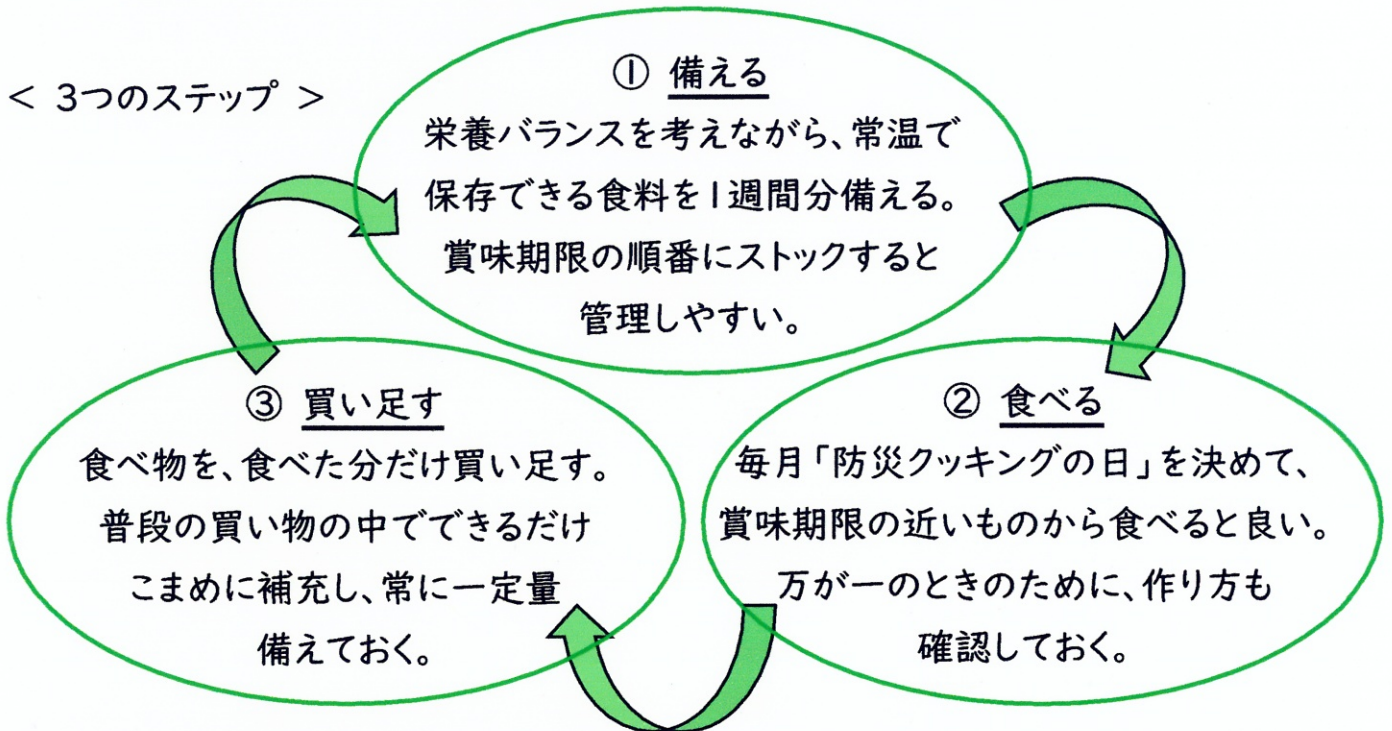 < 3つのステップ >
① 備える
栄養バランスを考えながら、常温で
保存できる食料を1週間分備える。
賞味期限の順番にストックすると
管理しやすい。
② 食べる
毎月「防災クッキングの日」を決めて、
賞味期限の近いものから食べると良い。
万が一のときのために、作り方も
確認しておく。
③ 買い足す
食べ物を、食べた分だけ買い足す。
普段の買い物の中でできるだけ
こまめに補充し、常に一定量
備えておく。